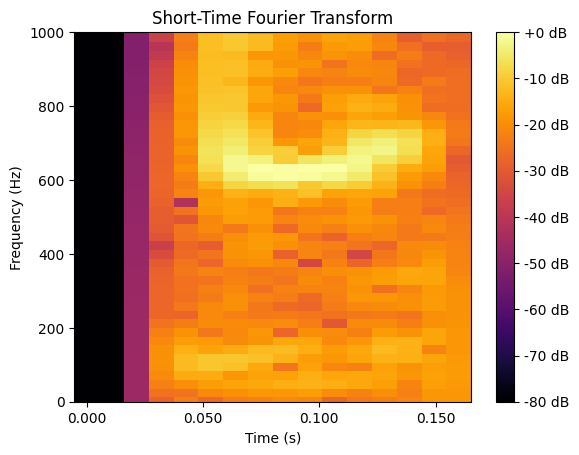 Short-Time Fourier Transform
1000
800
600
400
200
0
Frequency (Hz)
0.000
0.050
0.100
0.150
Time (s)
+0 dB
-10 dB
-20 dB
-30 dB
-40 dB
-50 dB
-60 dB
-70 dB
-80 dB